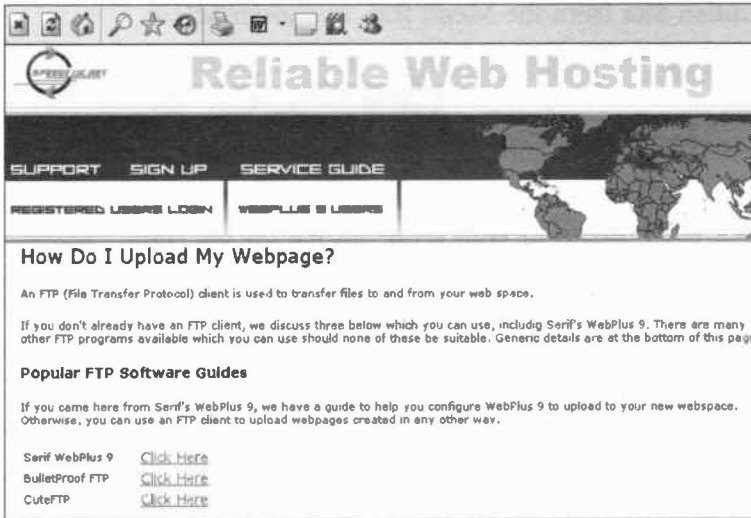 Reliable Web Hosting
SUPPORT SIGN UP SERVICE GUIDE
REGISTERED USERS LOGIN WEBPLUS 9 USERS
How Do I Upload My Webpage?
An FTP (File Transfer Protocol) client is used to transfer files to and from your web space.
If you don't already have an FTP client, we discuss three below which you can use, includig Serif's WebPlus 9. There are many
other FTP programs available which you can use should none of these be suitable. Generic details are at the bottom of this pag
Popular FTP Software Guides
If you came here from Serif's WebPlus 9, we have a guide to help you configure WebPlus 9 to upload to your new webspace.
Otherwise, you can use an FTP client to upload webpages created in any other way.
Serif WebPlus 9 Click Here
BulletProof FTP Click Here
CuteFTP Click Here